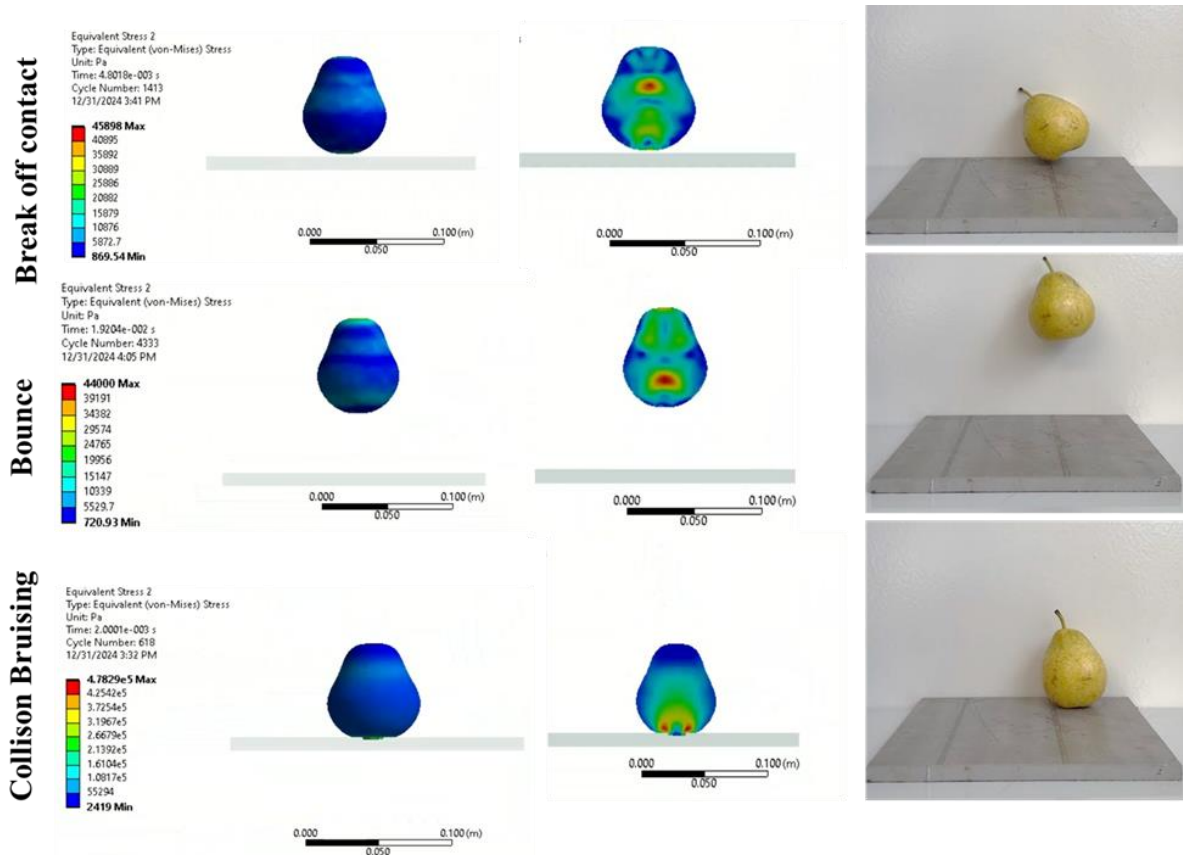 Break off contact
Equivalent Stress 2
Type: Equivalent (von-Mises) Stress
Unit: Pa
Time: 4.8018e-003 s
Cycle Number: 1413
12/31/2024 3:41 PM
45898 Max
40895
35892
30889
25886
20882
15879
10876
5872.7
869.54 Min
0.000
0.100 (m)
0.050
0.000
0.100 (m)
0.050
Bounce
Equivalent Stress 2
Type: Equivalent (von-Mises) Stress
Unit: Pa
Time: 1.9204e-002 s
Cycle Number: 4333
12/31/2024 4:05 PM
44000 Max
39191
34382
29574
24765
19956
15147
10339
5529.7
720.93 Min
0.000
0.100 (m)
0.050
0.000
0.100 (m)
0.050
Collison Bruising
Equivalent Stress 2
Type: Equivalent (von-Mises) Stress
Unit: Pa
Time: 2.0001e-003 s
Cycle Number: 618
12/31/2024 3:32 PM
4.7829e5 Max
4.2542e5
3.7254e5
3.1967e5
2.6679e5
2.1392e5
1.6104e5
1.0817e5
55294
2419 Min
0.000
0.100 (m)
0.050
0.000
0.100 (m)
0.050